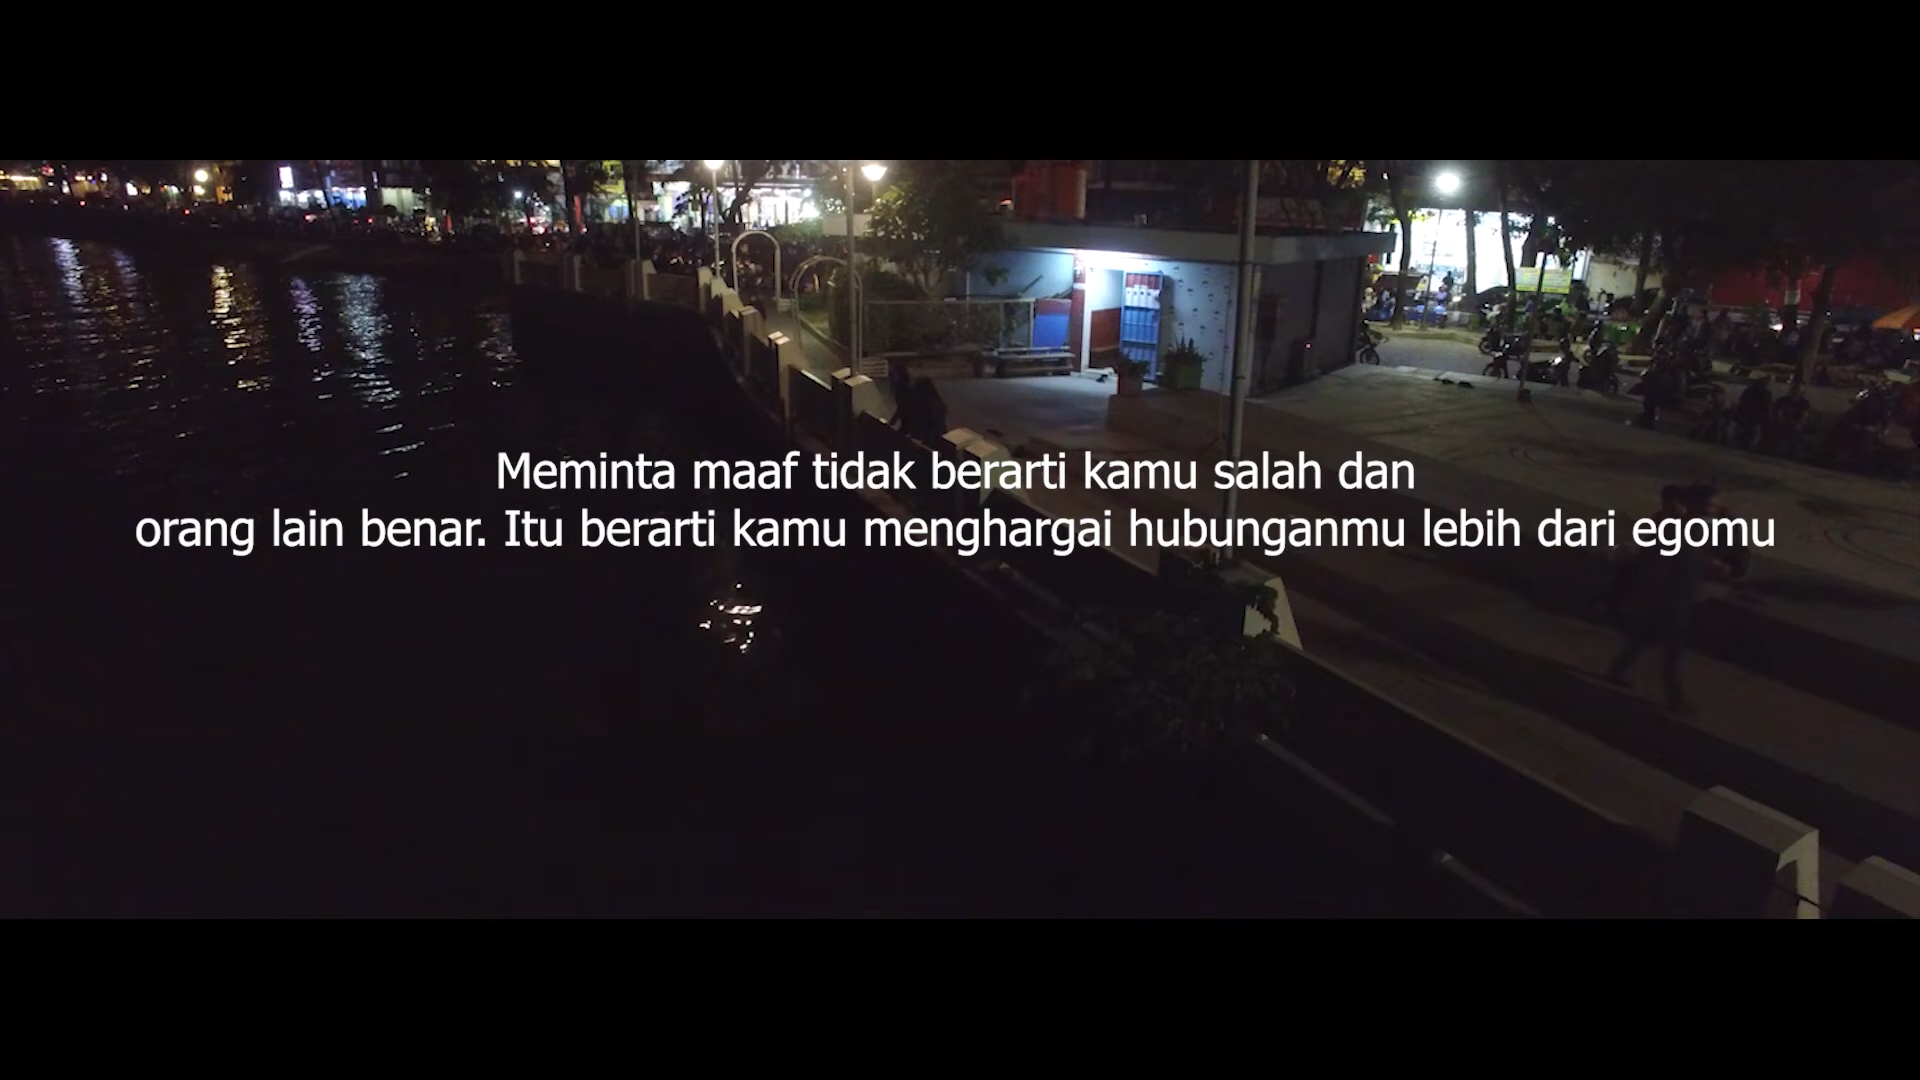 Meminta maaf tidak berarti kamu salah dan
orang lain benar. Itu berarti kamu menghargai hubunganmu lebih dari egomu